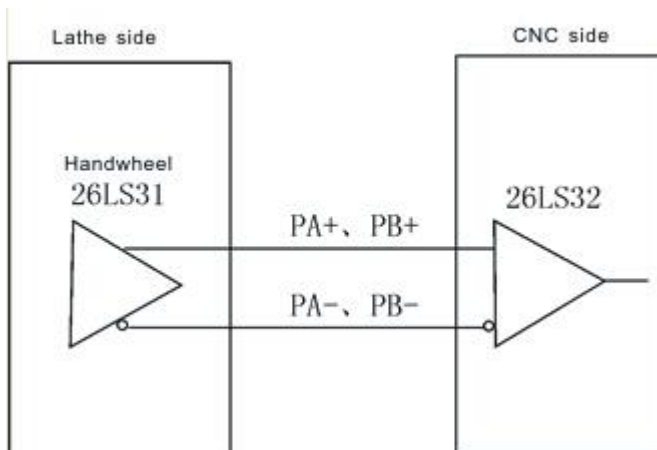 Lathe side
CNC side
Handwheel
26LS31
26LS32
PA+、PB+
PA-、PB-